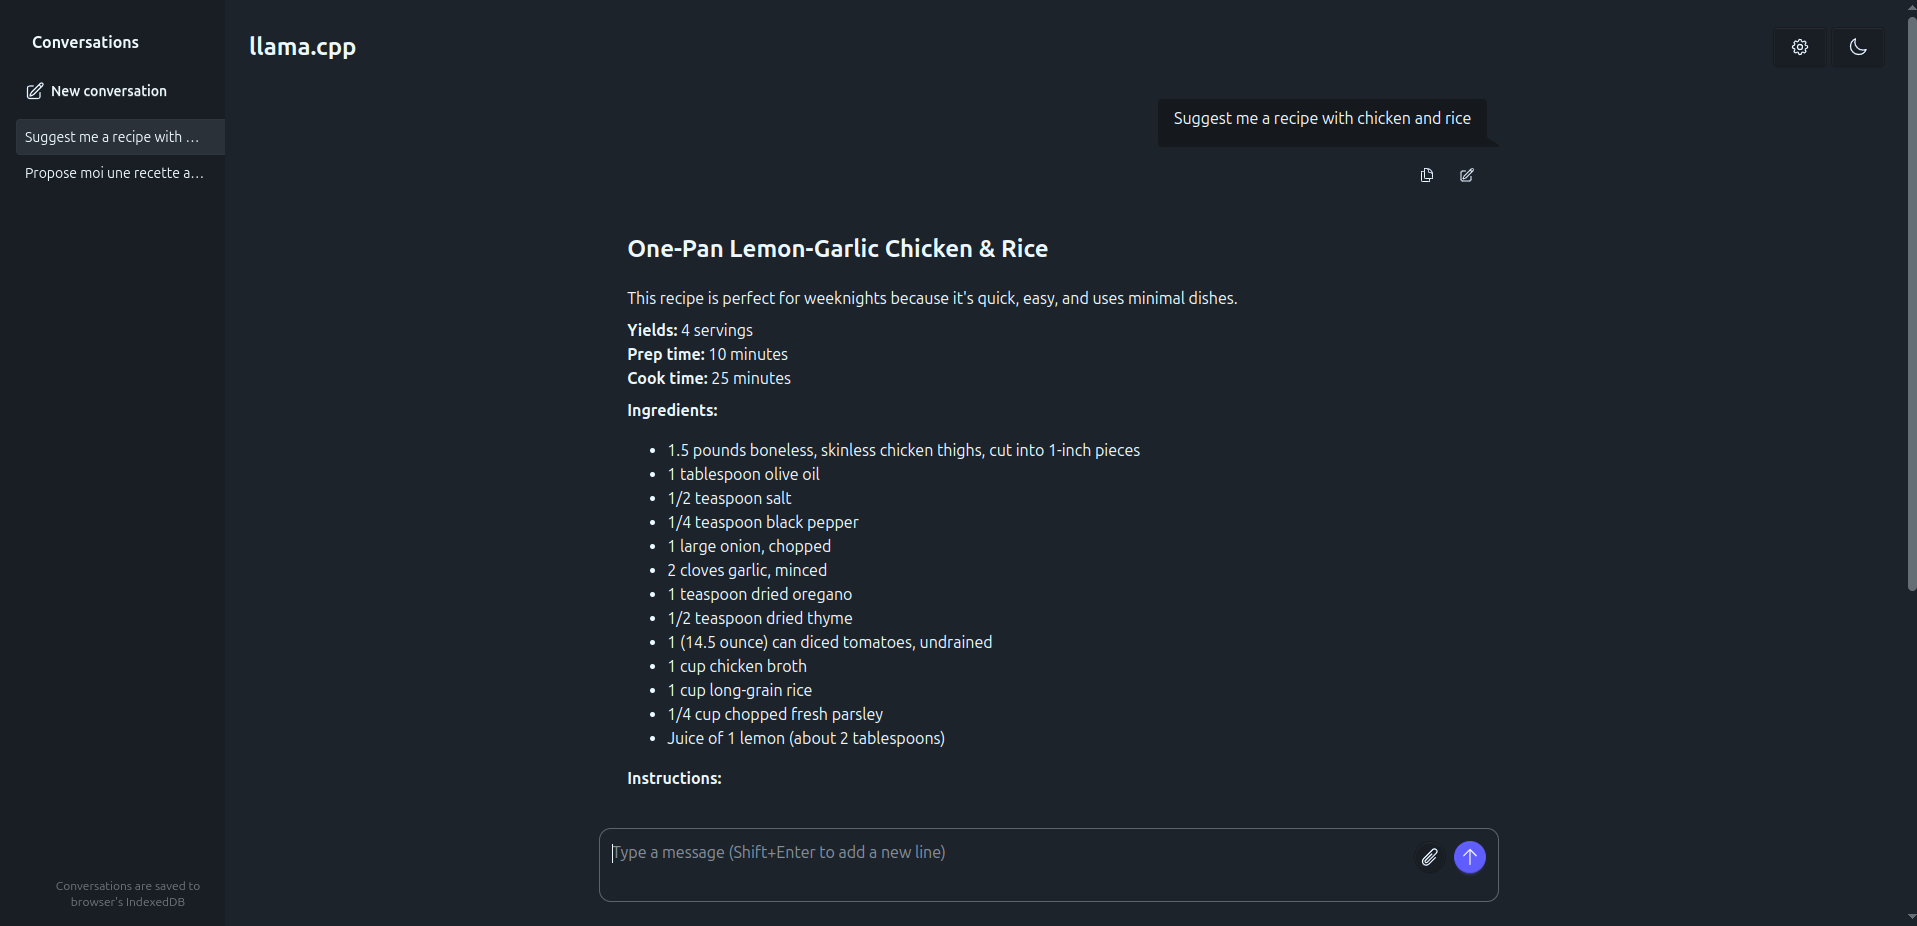 Conversations
New conversation
Suggest me a recipe with ...
Propose moi une recette a...
Conversations are saved to
browser's IndexedDB
llama.cpp
Suggest me a recipe with chicken and rice
One-Pan Lemon-Garlic Chicken & Rice
This recipe is perfect for weeknights because it's quick, easy, and uses minimal dishes.
Yields: 4 servings
Prep time: 10 minutes
Cook time: 25 minutes
Ingredients:
• 1.5 pounds boneless, skinless chicken thighs, cut into 1-inch pieces
• 1 tablespoon olive oil
• 1/2 teaspoon salt
• 1/4 teaspoon black pepper
• 1 large onion, chopped
• 2 cloves garlic, minced
• 1 teaspoon dried oregano
• 1/2 teaspoon dried thyme
• 1 (14.5 ounce) can diced tomatoes, undrained
• 1 cup chicken broth
• 1 cup long-grain rice
• 1/4 cup chopped fresh parsley
• Juice of 1 lemon (about 2 tablespoons)
Instructions:
Type a message (Shift+Enter to add a new line)